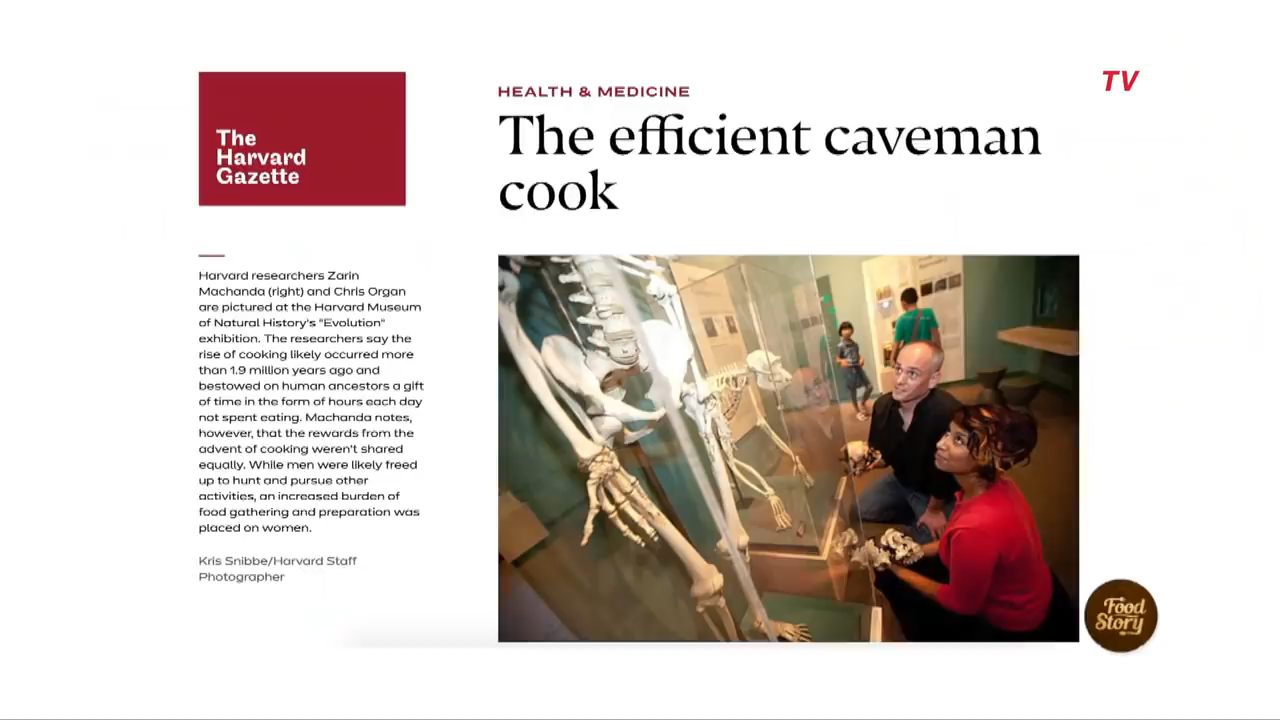 The
Harvard
Gazette
HEALTH & MEDICINE
The efficient caveman
cook
TV
Harvard researchers Zarin
Machanda (right) and Chris Organ
are pictured at the Harvard Museum
of Natural History's "Evolution"
exhibition. The researchers say the
rise of cooking likely occurred more
than 1.9 million years ago and
bestowed on human ancestors a gift
of time in the form of hours each day
not spent eating. Machanda notes,
however, that the rewards from the
advent of cooking weren't shared
equally. While men were likely freed
up to hunt and pursue other
activities, an increased burden of
food gathering and preparation was
placed on women.
Kris Snibbe/Harvard Staff
Photographer
Food
Story